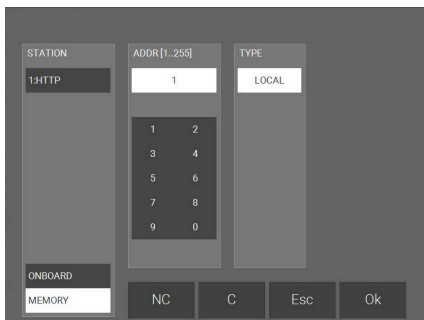 STATION
1:HTTP
ONBOARD
MEMORY
ADDR [1..255]
1
1 2
3 4
5 6
7 8
9 0
TYPE
LOCAL
NC C Esc Ok